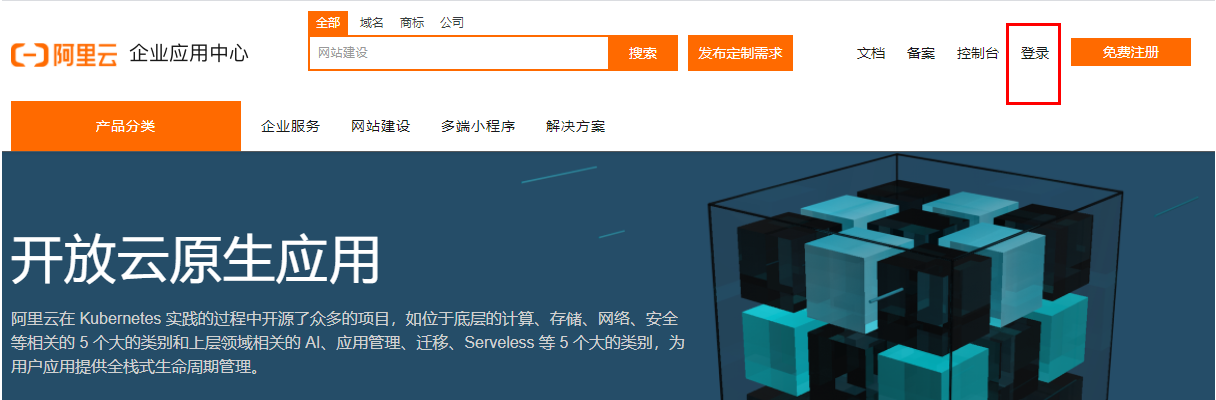 全部 域名 商标 公司
阿里云 企业应用中心 网站建设 搜索 发布定制需求 文档 备案 控制台 登录 免费注册
产品分类 企业服务 网站建设 多端小程序 解决方案
开放云原生应用
阿里云在 Kubernetes 实践的过程中开源了众多的项目，如位于底层的计算、存储、网络、安全
等相关的 5 个大的类别和上层领域相关的 AI、应用管理、迁移、Serveless 等 5 个大的类别，为
用户应用提供全栈式生命周期管理。